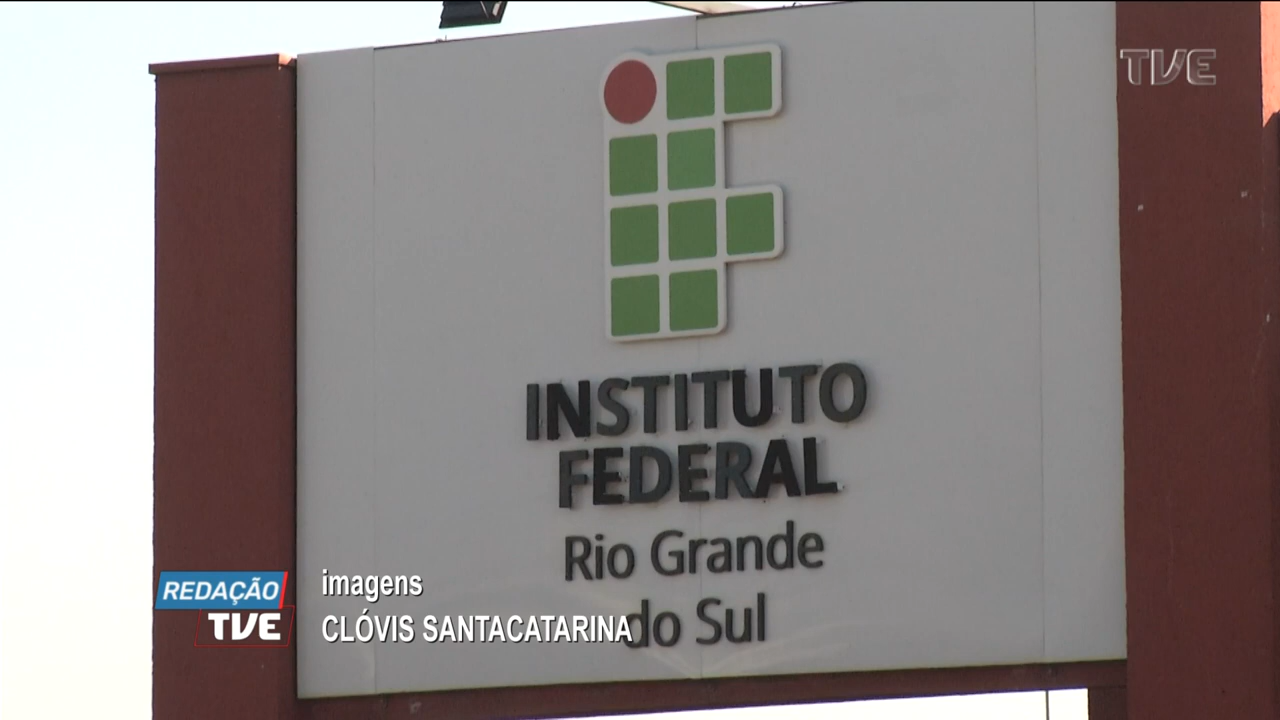 TVE
INSTITUTO
FEDERAL
Rio Grande
do Sul
REDAÇÃO
TVE
imagens
CLÓVIS SANTACATARINA